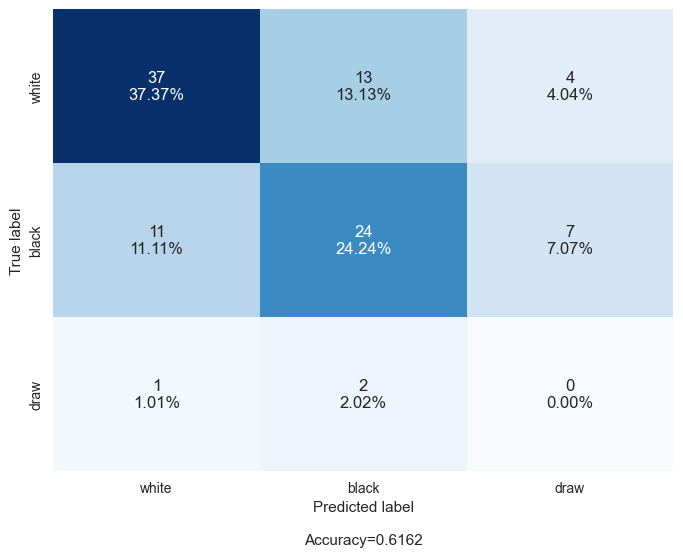 True label
white
37
37.37%
13
13.13%
4
4.04%
black
11
11.11%
24
24.24%
7
7.07%
draw
1
1.01%
2
2.02%
0
0.00%
white
black
draw
Predicted label
Accuracy=0.6162